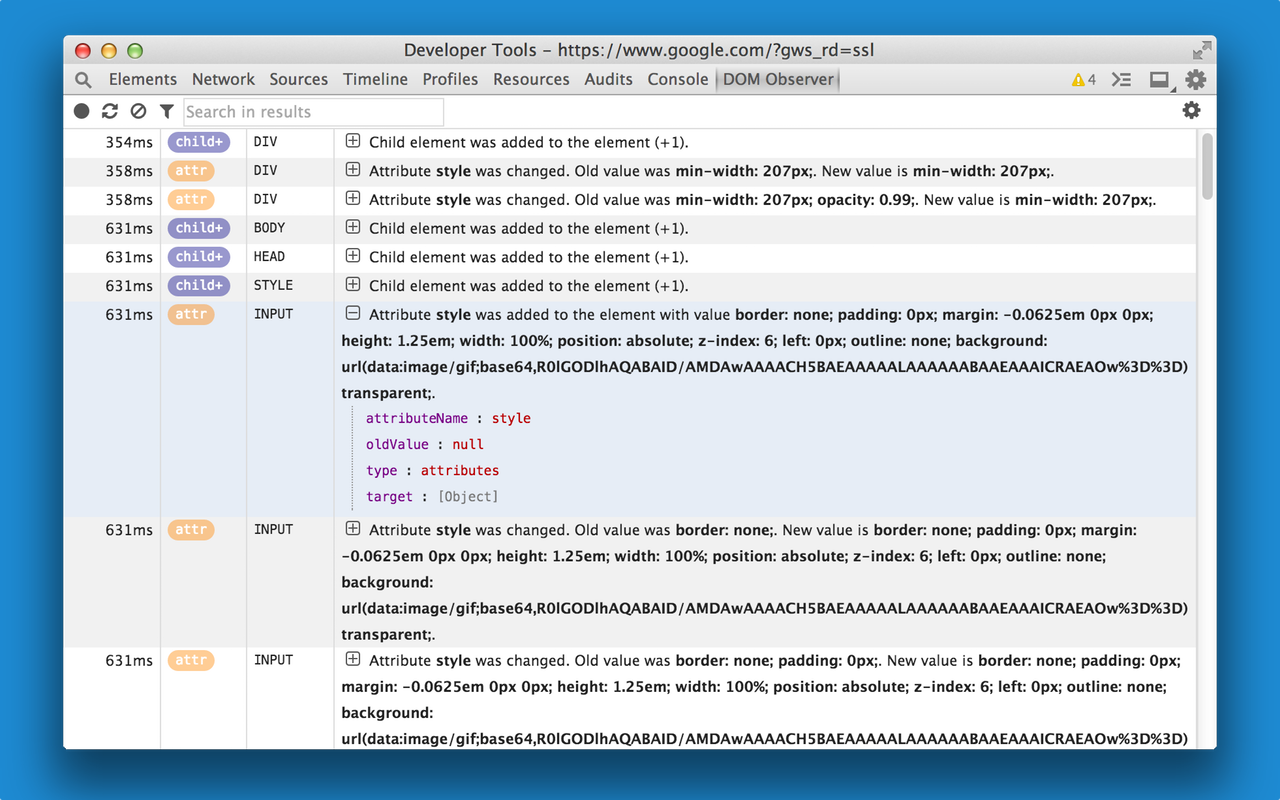 Developer Tools – https://www.google.com/?gws_rd=ssl
Elements Network Sources Timeline Profiles Resources Audits Console DOM Observer 4
Search in results
354ms child+ DIV Child element was added to the element (+1).
358ms attr DIV Attribute style was changed. Old value was min-width: 207px;. New value is min-width: 207px;.
358ms attr DIV Attribute style was changed. Old value was min-width: 207px; opacity: 0.99;. New value is min-width: 207px;.
631ms child+ BODY Child element was added to the element (+1).
631ms child+ HEAD Child element was added to the element (+1).
631ms child+ STYLE Child element was added to the element (+1).
631ms attr INPUT Attribute style was added to the element with value border: none; padding: 0px; margin: -0.0625em 0px 0px;
height: 1.25em; width: 100%; position: absolute; z-index: 6; left: 0px; outline: none; background:
url(data:image/gif;base64,R0lGODlhAQABAID/AMDAwAAAACH5BAEAAAAALAAAAAABAAEAAAICRAEAOw%3D%3D)
transparent;.
attributeName : style
oldValue : null
type : attributes
target : [Object]
631ms attr INPUT Attribute style was changed. Old value was border: none;. New value is border: none; padding: 0px; margin:
-0.0625em 0px 0px; height: 1.25em; width: 100%; position: absolute; z-index: 6; left: 0px; outline: none;
background:
url(data:image/gif;base64,R0lGODlhAQABAID/AMDAwAAAACH5BAEAAAAALAAAAAABAAEAAAICRAEAOw%3D%3D)
transparent;.
631ms attr INPUT Attribute style was changed. Old value was border: none; padding: 0px;. New value is border: none; padding: 0px;
margin: -0.0625em 0px 0px; height: 1.25em; width: 100%; position: absolute; z-index: 6; left: 0px; outline: none;
background:
url(data:image/gif;base64,R0lGODlhAQABAID/AMDAwAAAACH5BAEAAAAALAAAAAABAAEAAAICRAEAOw%3D%3D)